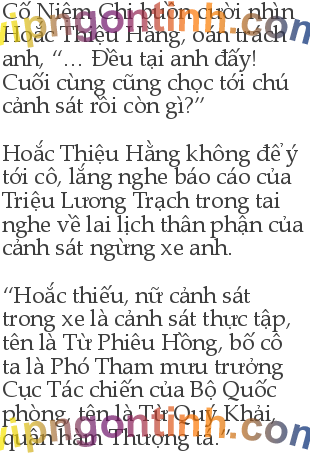 Cố Niệm Chi buồn cười nhìn
Hoắc Thiệu Hằng, oán trách
anh, “... Đều tại anh đấy!
Cuối cùng cũng chọc tới chú
cảnh sát rồi còn gì?”
Hoắc Thiệu Hằng không để ý
tới cô, lắng nghe báo cáo của
Triệu Lương Trạch trong tai
nghe về lai lịch thân phận của
cảnh sát ngừng xe anh.
“Hoắc thiếu, nữ cảnh sát
trong xe là cảnh sát thực tập,
tên là Từ Phiêu Hồng, bố cô
ta là Phó Tham mưu trưởng
Cục Tác chiến của Bộ Quốc
phòng, tên là Từ Quý Khải,
quân hàm Thượng tá.”
vipngontinh.com
vipngontinh.com